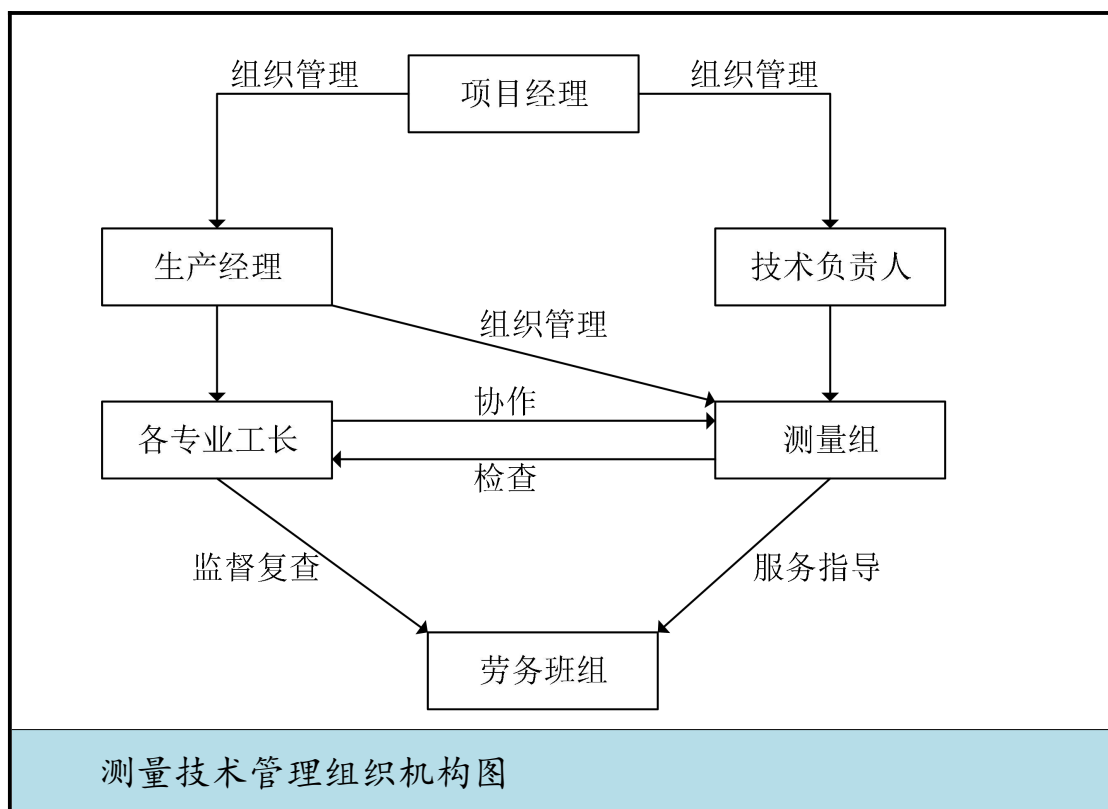 组织管理
项目经理
组织管理
生产经理
技术负责人
组织管理
各专业工长
协作
测量组
检查
监督复查
服务指导
劳务班组
测量技术管理组织机构图